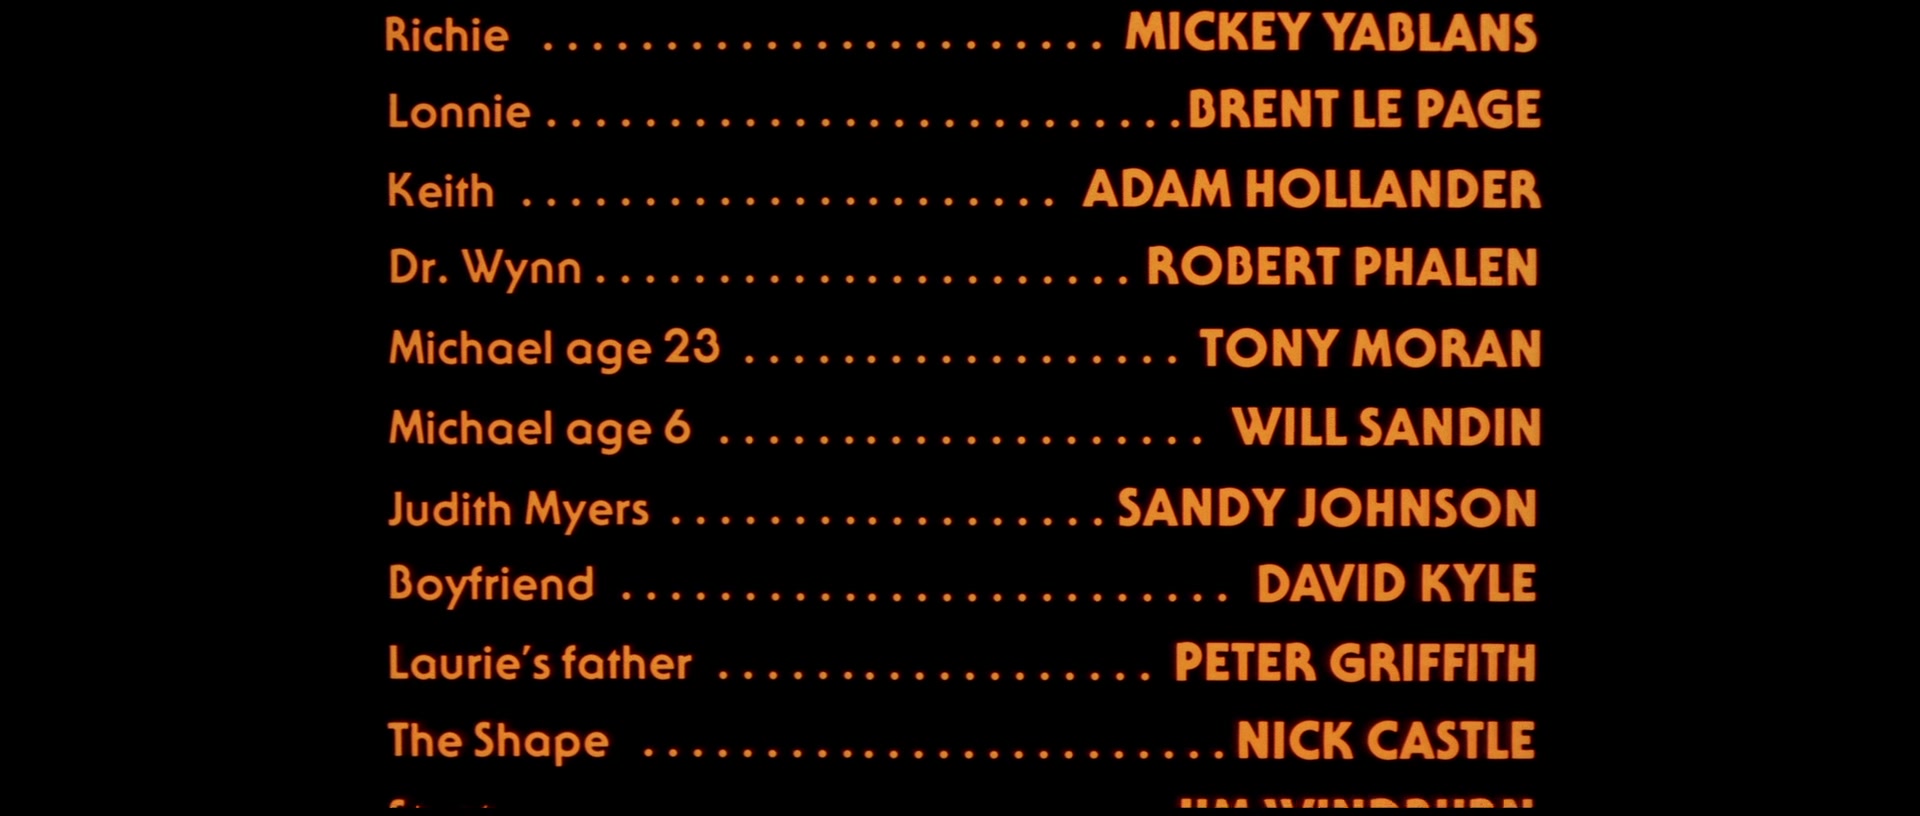 Richie ....................... MICKEY YABLANS
Lonnie ..........................BRENT LE PAGE
Keith ...................... ADAM HOLLANDER
Dr. Wynn ...................... ROBERT PHALEN
Michael age 23 .................. TONY MORAN
Michael age 6 .................... WILL SANDIN
Judith Myers ..................SANDY JOHNSON
Boyfriend ......................... DAVID KYLE
Laurie's father .................. PETER GRIFFITH
The Shape ........................NICK CASTLE